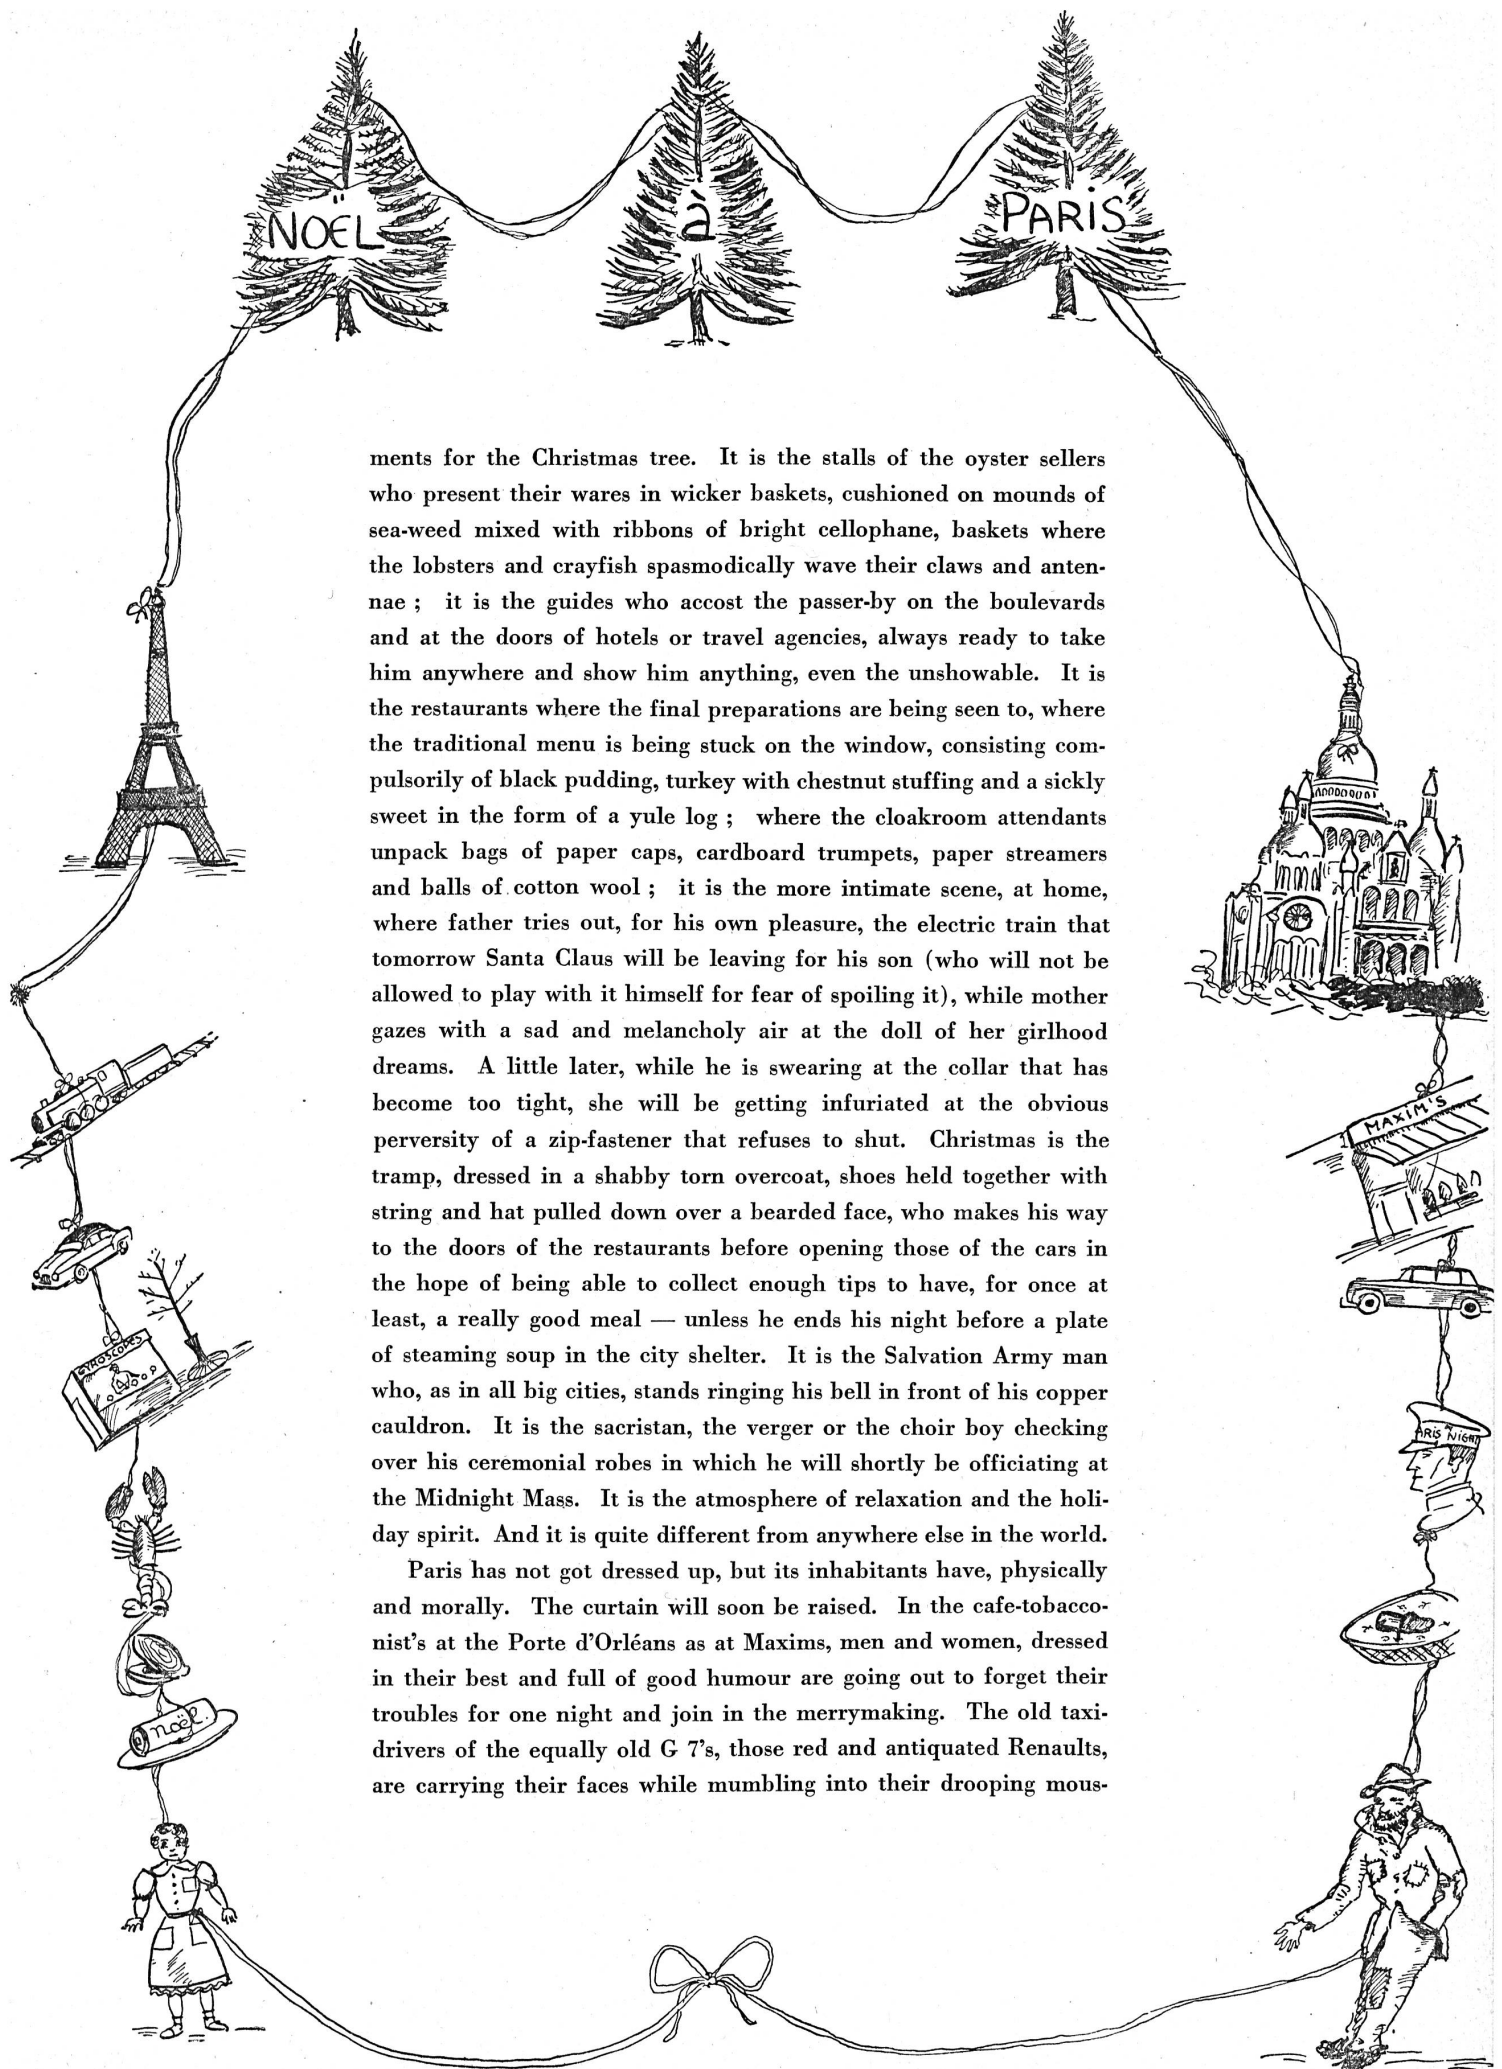 NOËL à PARIS
ments for the Christmas tree. It is the stalls of the oyster sellers
who present their wares in wicker baskets, cushioned on mounds of
sea-weed mixed with ribbons of bright cellophane, baskets where
the lobsters and crayfish spasmodically wave their claws and anten-
nae ; it is the guides who accost the passer-by on the boulevards
and at the doors of hotels or travel agencies, always ready to take
him anywhere and show him anything, even the unshowable. It is
the restaurants where the final preparations are being seen to, where
the traditional menu is being stuck on the window, consisting com-
pulsorily of black pudding, turkey with chestnut stuffing and a sickly
sweet in the form of a yule log ; where the cloakroom attendants
unpack bags of paper caps, cardboard trumpets, paper streamers
and balls of cotton wool ; it is the more intimate scene, at home,
where father tries out, for his own pleasure, the electric train that
tomorrow Santa Claus will be leaving for his son (who will not be
allowed to play with it himself for fear of spoiling it), while mother
gazes with a sad and melancholy air at the doll of her girlhood
dreams. A little later, while he is swearing at the collar that has
become too tight, she will be getting infuriated at the obvious
perversity of a zip-fastener that refuses to shut. Christmas is the
tramp, dressed in a shabby torn overcoat, shoes held together with
string and hat pulled down over a bearded face, who makes his way
to the doors of the restaurants before opening those of the cars in
the hope of being able to collect enough tips to have, for once at
least, a really good meal — unless he ends his night before a plate
of steaming soup in the city shelter. It is the Salvation Army man
who, as in all big cities, stands ringing his bell in front of his copper
cauldron. It is the sacristan, the verger or the choir boy checking
over his ceremonial robes in which he will shortly be officiating at
the Midnight Mass. It is the atmosphere of relaxation and the holi-
day spirit. And it is quite different from anywhere else in the world.
Paris has not got dressed up, but its inhabitants have, physically
and morally. The curtain will soon be raised. In the cafe-tobacco-
nist's at the Porte d'Orléans as at Maxims, men and women, dressed
in their best and full of good humour are going out to forget their
troubles for one night and join in the merrymaking. The old taxi-
drivers of the equally old G 7's, those red and antiquated Renaults,
are carrying their faces while mumbling into their drooping mous-
GYROSCOPES
noël
MAXIM'S
ARIS NIGHT